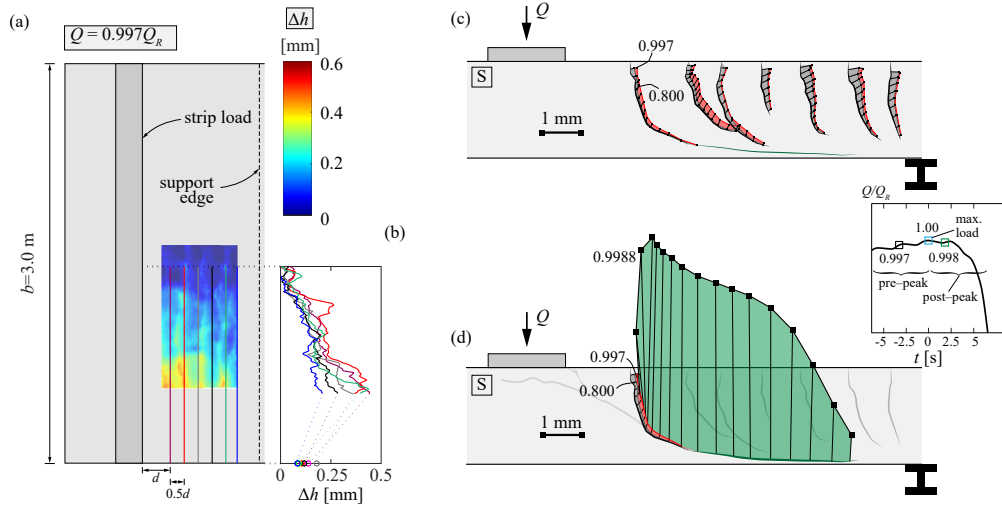 (a)
Q = 0.997Q_R
Δh
[mm]
0.6
0.4
0.2
0
strip load
support
edge
b=3.0 m
d
0.5d
(b)
0
0.25
0.5
Δh [mm]
(c)
Q
S
0.997
0.800
1 mm
(d)
Q
S
0.9988
0.997
0.800
1 mm
Q/Q_R
1.00
max.
load
0.997
0.998
pre–peak
post–peak
-5
-2.5
0
2.5
5
t [s]